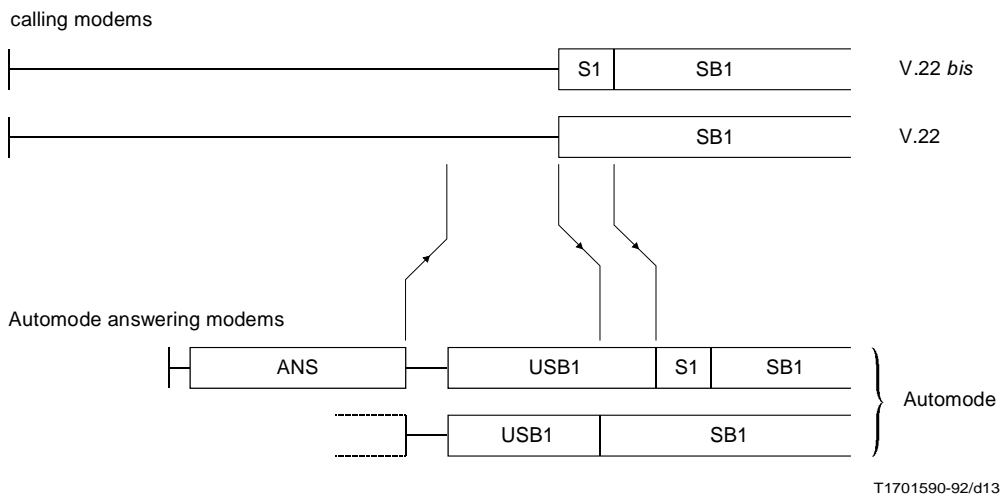 calling modems
S1 SB1 V.22 bis
SB1 V.22
Automode answering modems
ANS USB1 S1 SB1
Automode
USB1 SB1
T1701590-92/d13